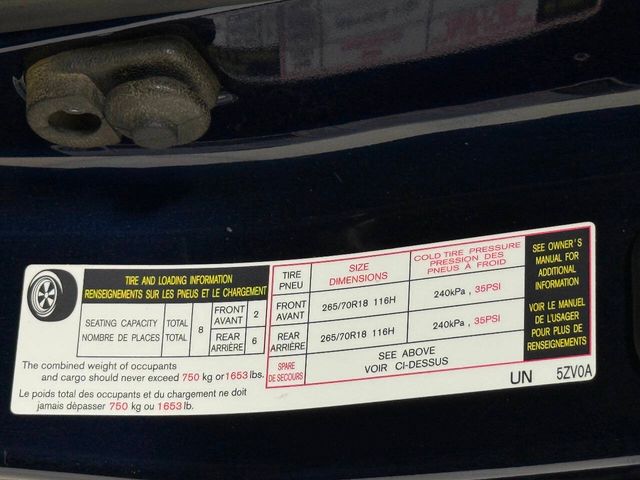 TIRE AND LOADING INFORMATION
RENSEIGNEMENTS SUR LES PNEUS ET LE CHARGEMENT
SEATING CAPACITY TOTAL 8 FRONT 2
AVANT
NOMBRE DE PLACES TOTAL REAR 6
ARRIÈRE
The combined weight of occupants
and cargo should never exceed 750 kg or 1653 lbs.
Le poids total des occupants et du chargement ne doit
jamais dépasser 750 kg ou 1653 lb.
TIRE
PNEU
SIZE
DIMENSIONS
COLD TIRE PRESSURE
PRESSION DES
PNEUS À FROID
FRONT
AVANT
265/70R18 116H
240kPa , 35PSI
REAR
ARRIÈRE
265/70R18 116H
240kPa , 35PSI
SPARE
DE SECOURS
SEE ABOVE
VOIR CI-DESSUS
SEE OWNER'S
MANUAL FOR
ADDITIONAL
INFORMATION
VOIR LE MANUEL
DE L'USAGER
POUR PLUS DE
RENSEIGNEMENTS
UN 5ZV0A